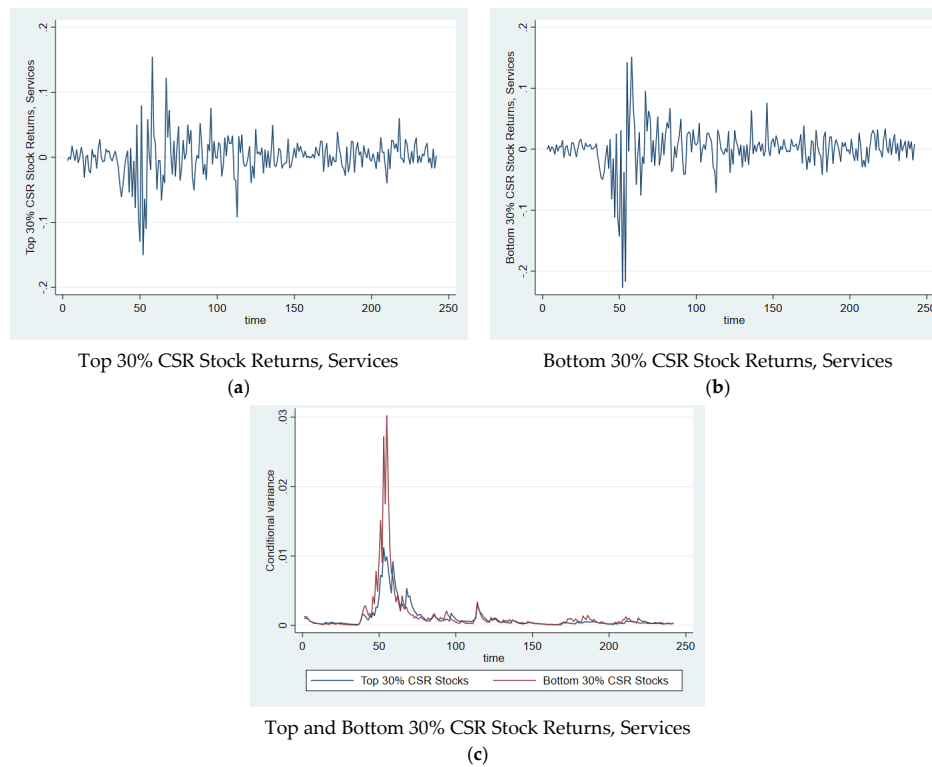 .2
.1
0
-.1
-.2
Top 30% CSR Stock Returns, Services
0 50 100 150 200 250
time
Top 30% CSR Stock Returns, Services
(a)
.2
.1
0
-.1
-.2
Bottom 30% CSR Stock Returns, Services
0 50 100 150 200 250
time
Bottom 30% CSR Stock Returns, Services
(b)
.03
.02
.01
0
Conditional variance
0 50 100 150 200 250
time
Top 30% CSR Stocks Bottom 30% CSR Stocks
Top and Bottom 30% CSR Stock Returns, Services
(c)